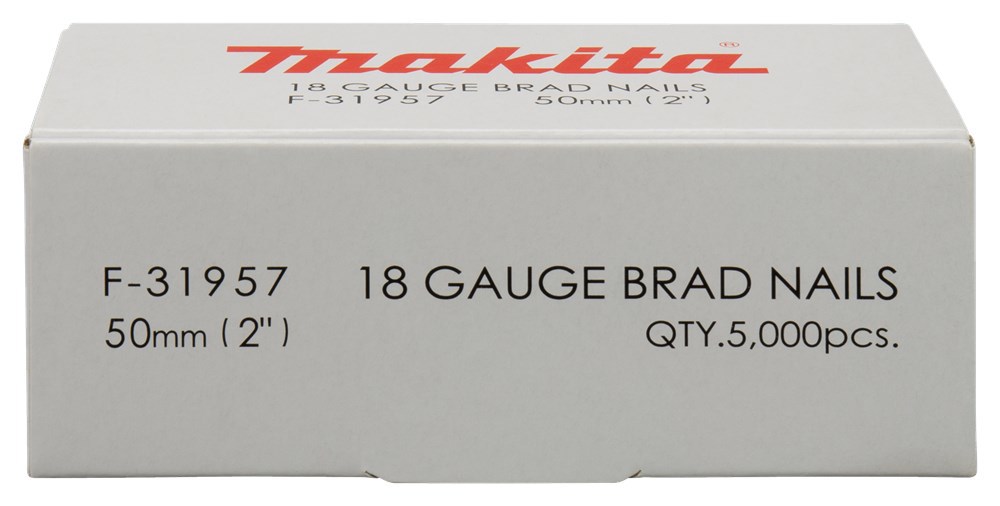 makita®
18 GAUGE BRAD NAILS
F-31957 50mm (2")
F-31957 18 GAUGE BRAD NAILS
50mm (2") QTY.5,000pcs.